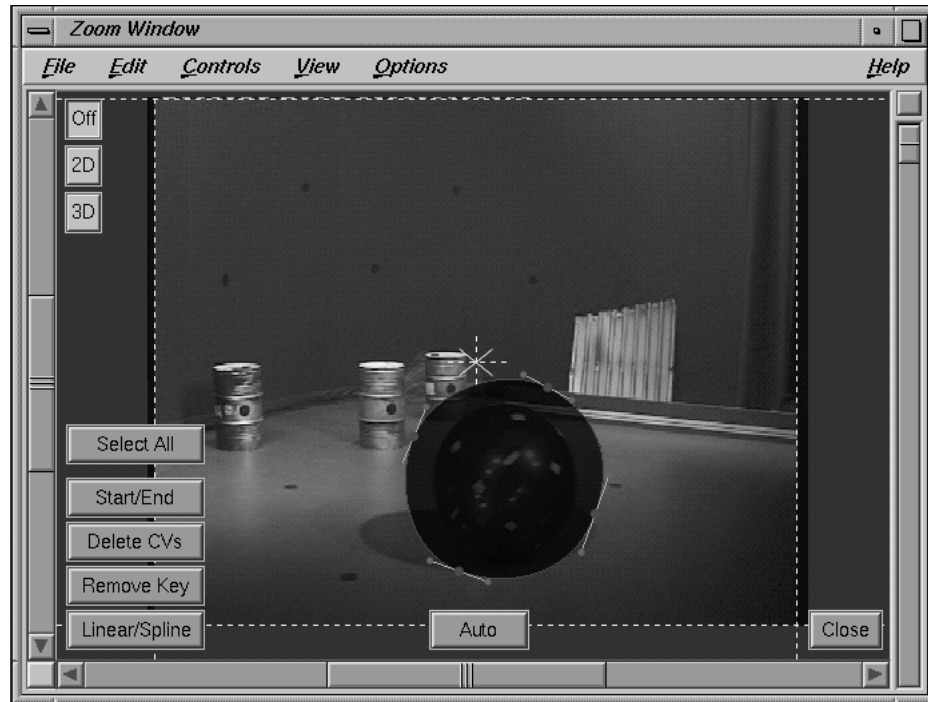 Zoom Window
File Edit Controls View Options Help
Off
2D
3D
Select All
Start/End
Delete CVs
Remove Key
Linear/Spline
Auto
Close